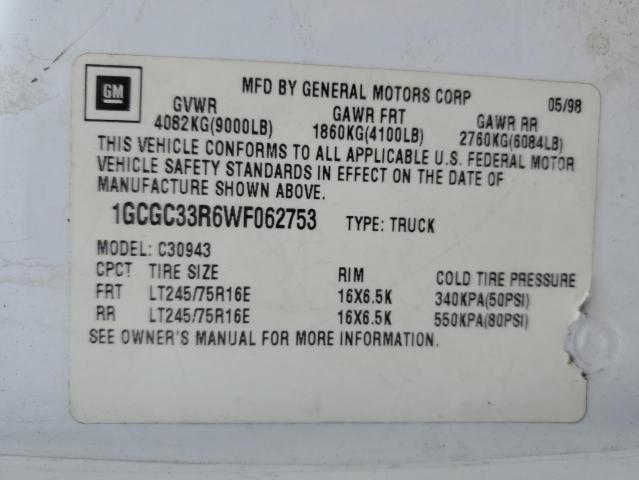 GM
MFD BY GENERAL MOTORS CORP 05/98
GVWR GAWR FRT GAWR RR
4082KG(9000LB) 1860KG(4100LB) 2760KG(6084LB)
THIS VEHICLE CONFORMS TO ALL APPLICABLE U.S. FEDERAL MOTOR
VEHICLE SAFETY STANDARDS IN EFFECT ON THE DATE OF
MANUFACTURE SHOWN ABOVE.
1GCGC33R6WF062753 TYPE: TRUCK
MODEL: C30943
CPCT TIRE SIZE RIM COLD TIRE PRESSURE
FRT LT245/75R16E 16X6.5K 340KPA(50PSI)
RR LT245/75R16E 16X6.5K 550KPA(80PSI)
SEE OWNER'S MANUAL FOR MORE INFORMATION.